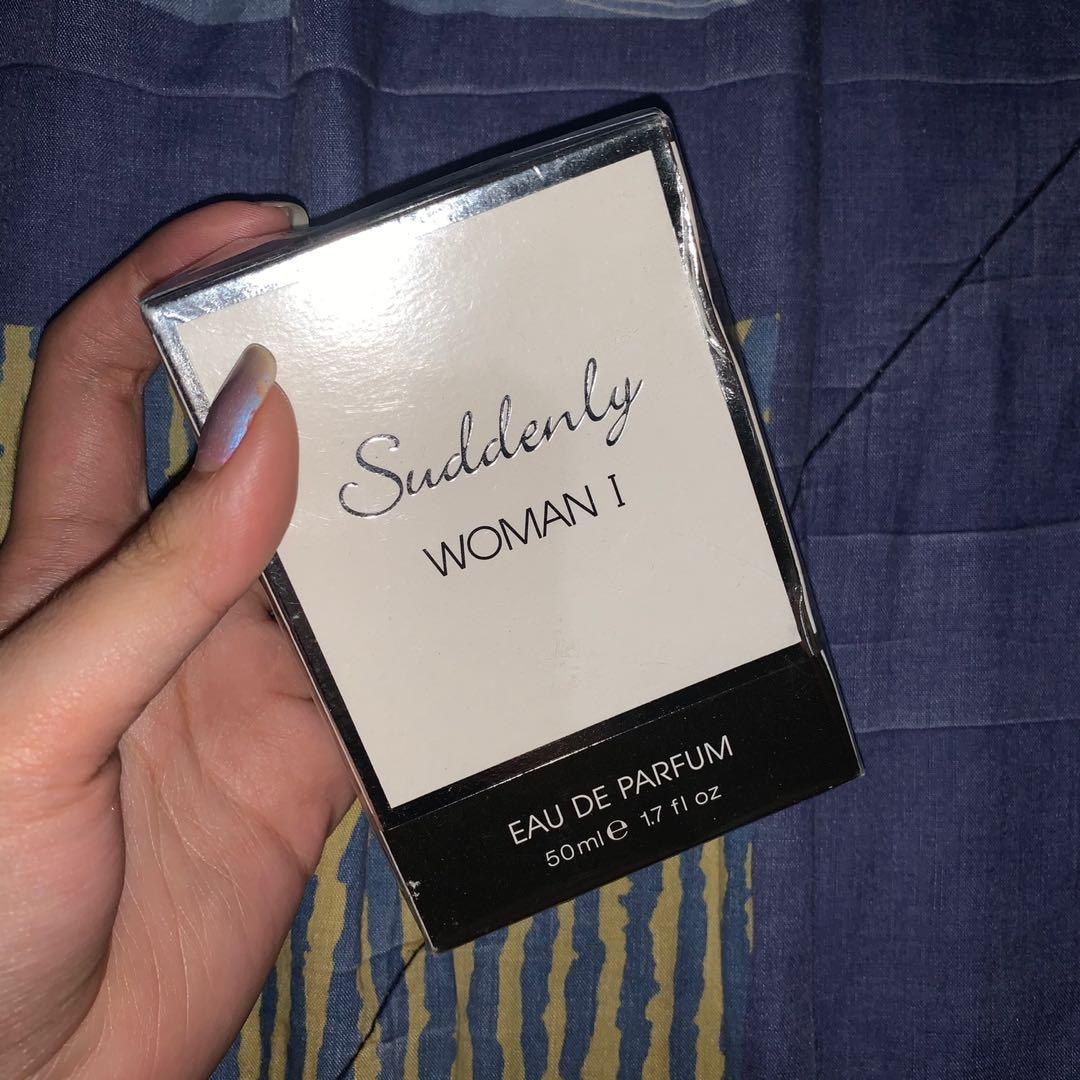 Suddenly
WOMAN I
EAU DE PARFUM
50ml e 1.7 fl oz